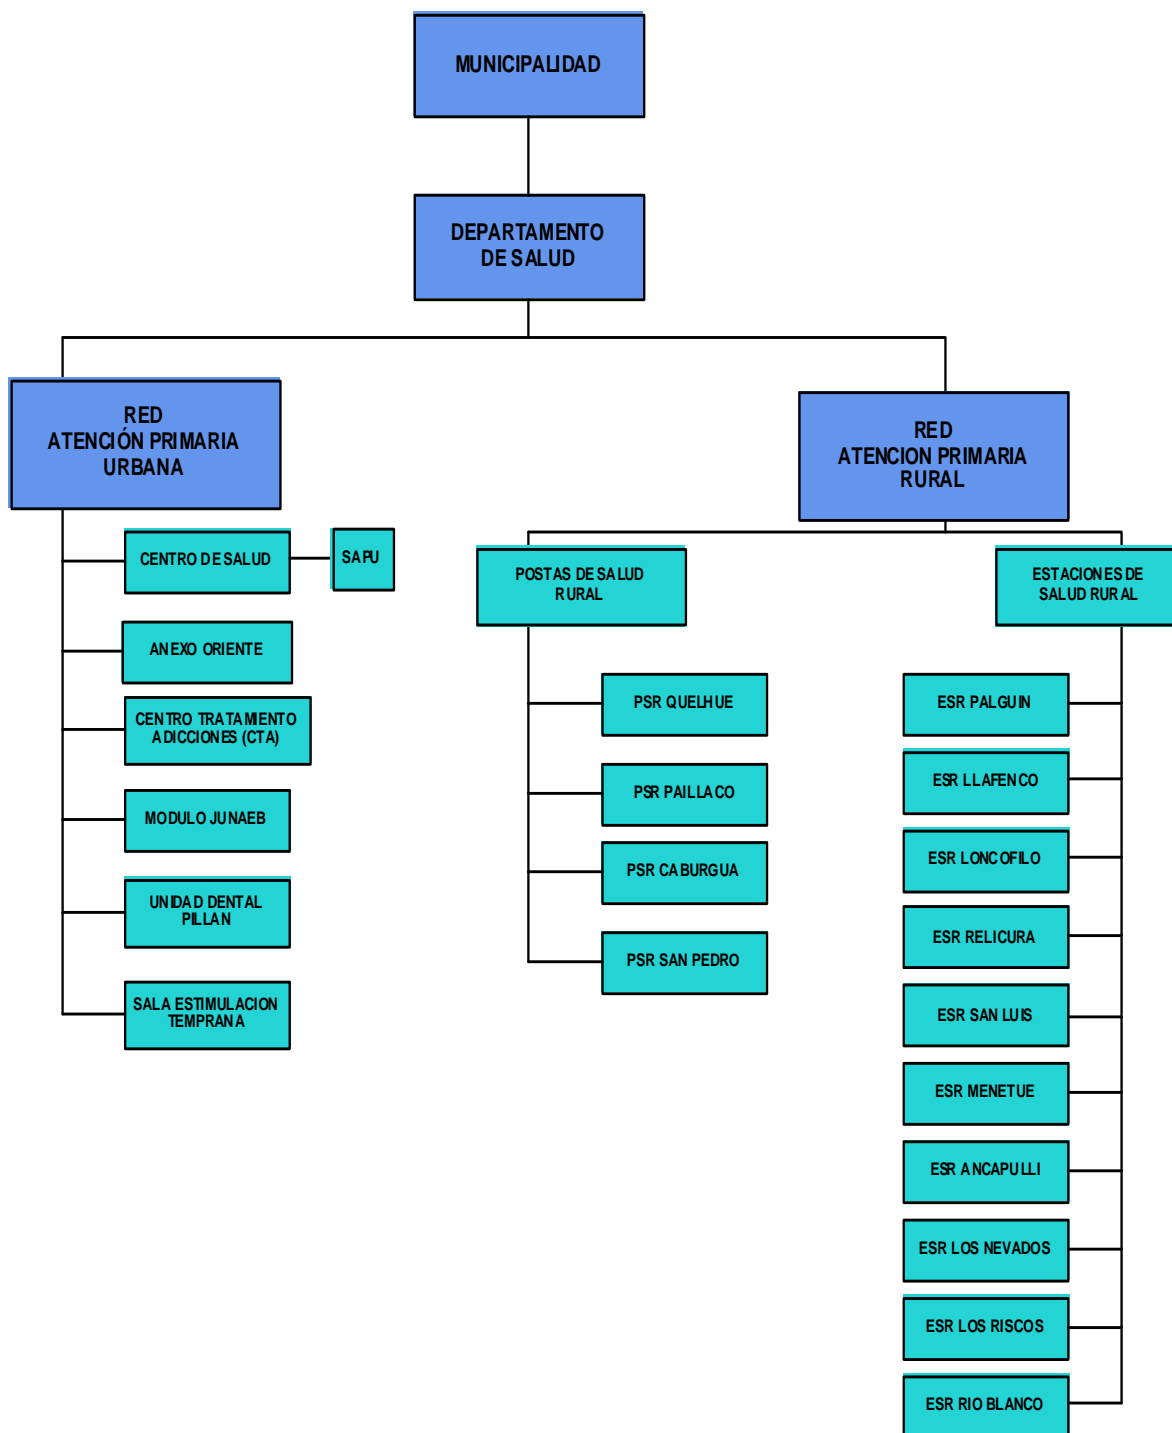 MUNICIPALIDAD
DEPARTAMENTO
DE SALUD
RED
ATENCIÓN PRIMARIA
URBANA
RED
ATENCION PRIMARIA
RURAL
CENTRO DE SALUD
SAPU
ANEXO ORIENTE
CENTRO TRATAMIENTO
ADICCIONES (CTA)
MODULO JUNAEB
UNIDAD DENTAL
PILLAN
SALA ESTIMULACION
TEMPRANA
POSTAS DE SALUD
RURAL
PSR QUELHUE
PSR PAILLACO
PSR CABURGUA
PSR SAN PEDRO
ESTACIONES DE
SALUD RURAL
ESR PALGUIN
ESR LLAFENCO
ESR LONCOFILO
ESR RELICURA
ESR SAN LUIS
ESR MENETUE
ESR ANCAPULLI
ESR LOS NEVADOS
ESR LOS RISCOS
ESR RIO BLANCO